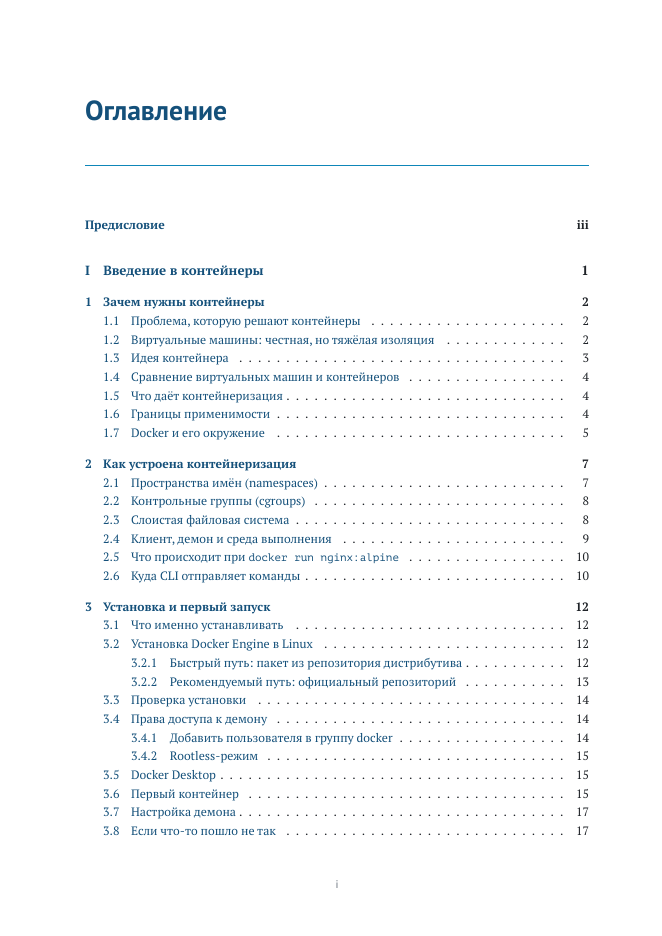 Оглавление
Предисловие iii
I Введение в контейнеры 1
1 Зачем нужны контейнеры 2
1.1 Проблема, которую решают контейнеры . . . . . . . . . . . . . . . . . . . . . 2
1.2 Виртуальные машины: честная, но тяжёлая изоляция . . . . . . . . . . . . . 2
1.3 Идея контейнера . . . . . . . . . . . . . . . . . . . . . . . . . . . . . . . . . . . 3
1.4 Сравнение виртуальных машин и контейнеров . . . . . . . . . . . . . . . . . 4
1.5 Что даёт контейнеризация . . . . . . . . . . . . . . . . . . . . . . . . . . . . . . 4
1.6 Границы применимости . . . . . . . . . . . . . . . . . . . . . . . . . . . . . . . 4
1.7 Docker и его окружение . . . . . . . . . . . . . . . . . . . . . . . . . . . . . . . 5
2 Как устроена контейнеризация 7
2.1 Пространства имён (namespaces) . . . . . . . . . . . . . . . . . . . . . . . . . . 7
2.2 Контрольные группы (cgroups) . . . . . . . . . . . . . . . . . . . . . . . . . . . 8
2.3 Слоистая файловая система . . . . . . . . . . . . . . . . . . . . . . . . . . . . . 8
2.4 Клиент, демон и среда выполнения . . . . . . . . . . . . . . . . . . . . . . . . 9
2.5 Что происходит при docker run nginx:alpine . . . . . . . . . . . . . . . . . 10
2.6 Куда CLI отправляет команды . . . . . . . . . . . . . . . . . . . . . . . . . . . . 10
3 Установка и первый запуск 12
3.1 Что именно устанавливать . . . . . . . . . . . . . . . . . . . . . . . . . . . . . 12
3.2 Установка Docker Engine в Linux . . . . . . . . . . . . . . . . . . . . . . . . . . 12
3.2.1 Быстрый путь: пакет из репозитория дистрибутива . . . . . . . . . . . 12
3.2.2 Рекомендуемый путь: официальный репозиторий . . . . . . . . . . . . 13
3.3 Проверка установки . . . . . . . . . . . . . . . . . . . . . . . . . . . . . . . . . 14
3.4 Права доступа к демону . . . . . . . . . . . . . . . . . . . . . . . . . . . . . . . 14
3.4.1 Добавить пользователя в группу docker . . . . . . . . . . . . . . . . . . 14
3.4.2 Rootless-режим . . . . . . . . . . . . . . . . . . . . . . . . . . . . . . . . 15
3.5 Docker Desktop . . . . . . . . . . . . . . . . . . . . . . . . . . . . . . . . . . . . . 15
3.6 Первый контейнер . . . . . . . . . . . . . . . . . . . . . . . . . . . . . . . . . . 15
3.7 Настройка демона . . . . . . . . . . . . . . . . . . . . . . . . . . . . . . . . . . . 17
3.8 Если что-то пошло не так . . . . . . . . . . . . . . . . . . . . . . . . . . . . . . 17
i